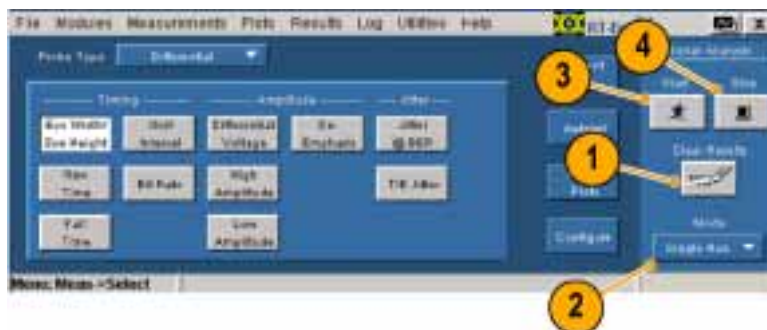 File Modules Measurements Plots Results Log Utilities Help
Probe Type Differential
Timing Amplitude Jitter
Eye Width
Eye Height
Unit
Interval
Differential
Voltage
De-
Emphasis
Jitter
@ BER
Rise
Time
Bit Rate
High
Amplitude
TIE Jitter
Fall
Time
Low
Amplitude
Configure
Start Stop
Clear Results
Mode
Single Run
Menu: Meas->Select
1
2
3
4